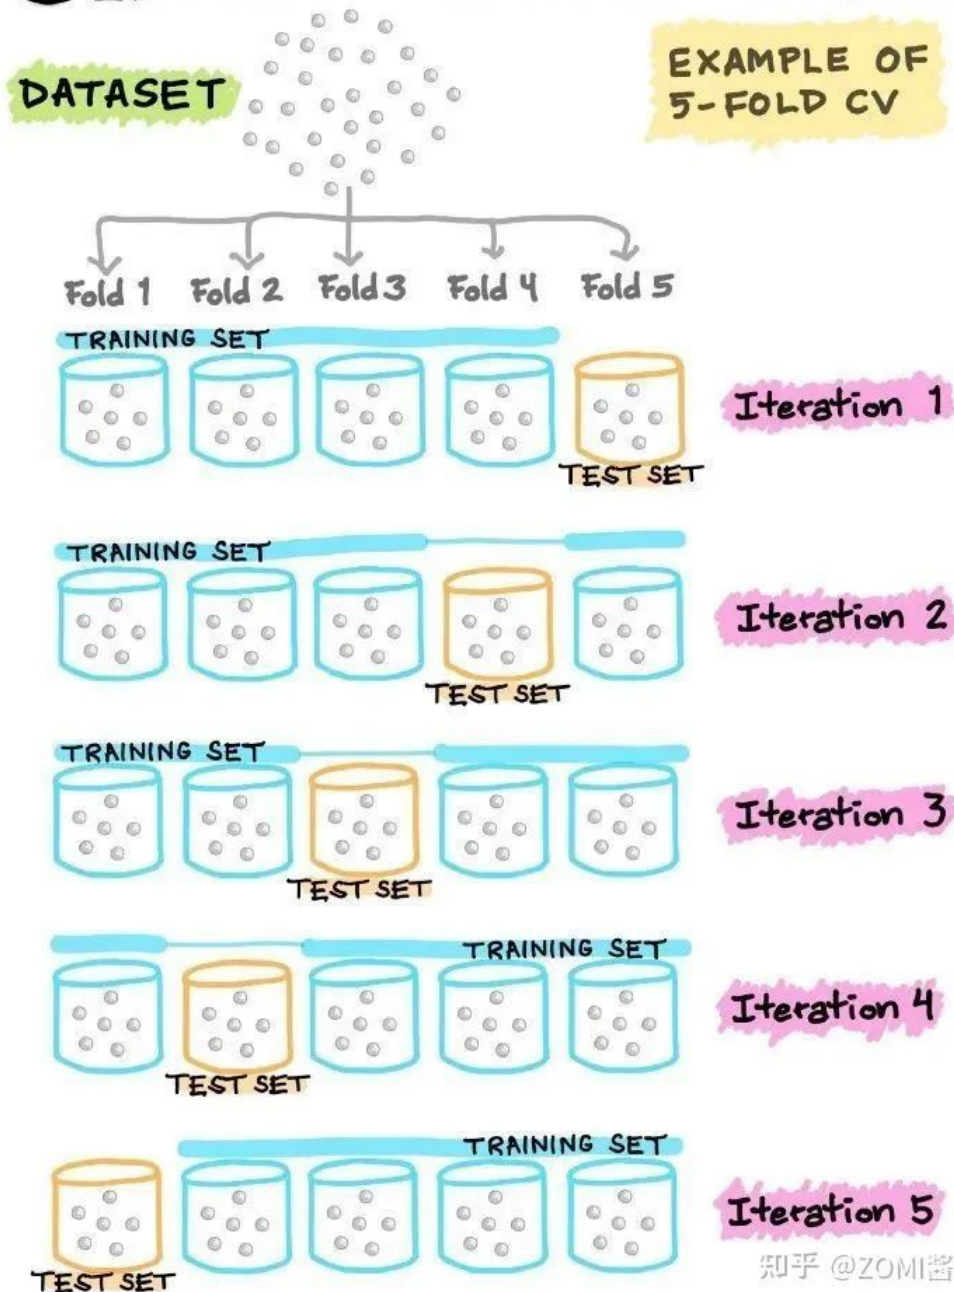 DATASET
EXAMPLE OF
5-FOLD CV
Fold 1 Fold 2 Fold 3 Fold 4 Fold 5
TRAINING SET
Iteration 1
TEST SET
TRAINING SET
Iteration 2
TEST SET
TRAINING SET
Iteration 3
TEST SET
TRAINING SET
Iteration 4
TEST SET
TRAINING SET
Iteration 5
知乎 @ZOMI酱
TEST SET